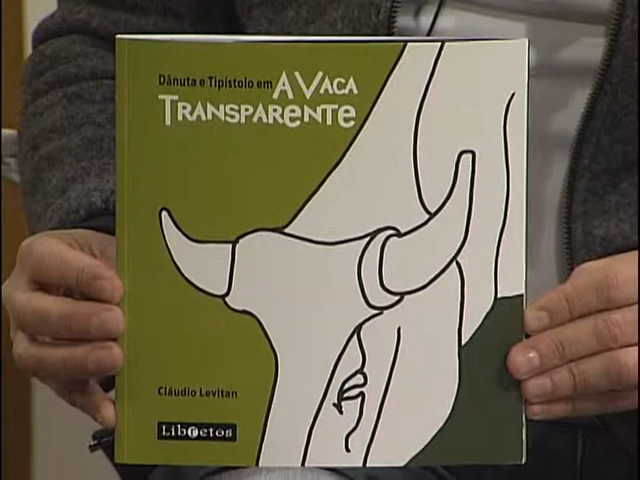 Dânuta e Tipístolo em A VACA
TRANSPARENTE
Cláudio Levitan
Libretos